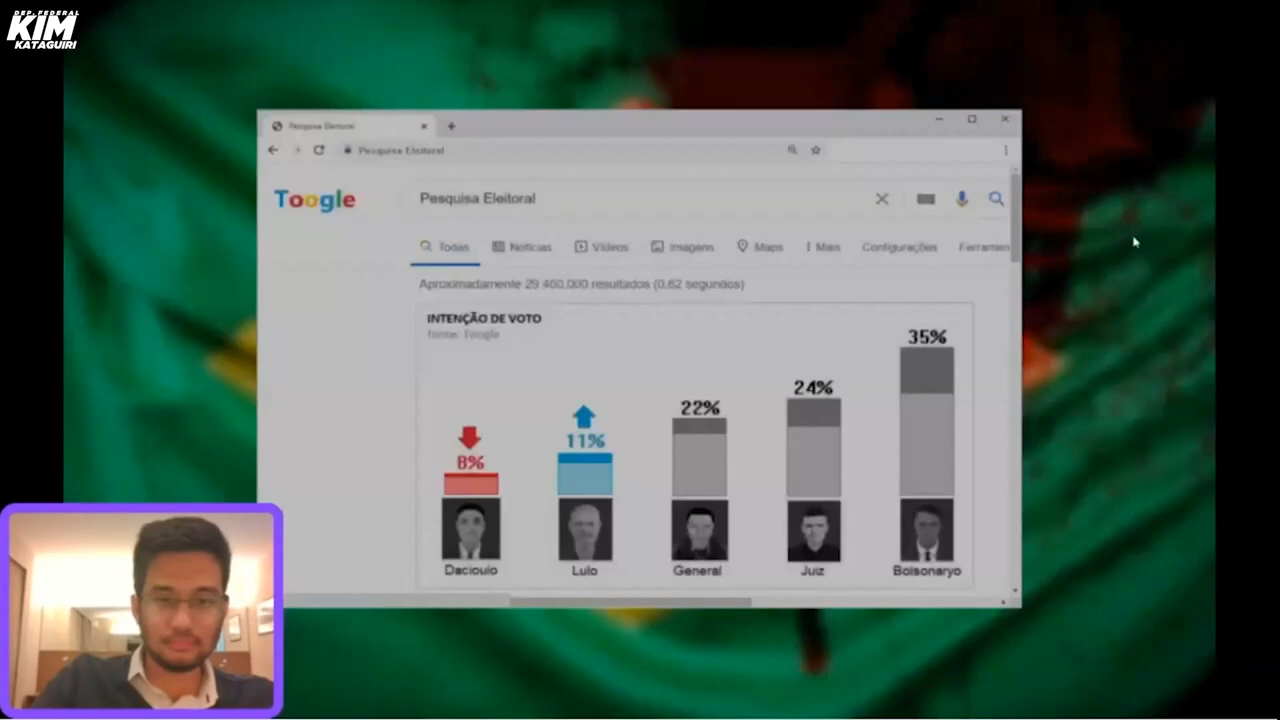 DEP. FEDERAL
KIM
KATAGUIRI
Pesquisa Eleitoral
Pesquisa Eleitoral
Toogle
Pesquisa Eleitoral
Todas Notícias Vídeos Imagens Maps Mais Configurações Ferramen
Aproximadamente 29 400.000 resultados (0,62 segundos)
INTENÇÃO DE VOTO
fonte: Toogle
35%
24%
22%
11%
8%
Dacioulo Lulo General Juiz Bolsonaryo